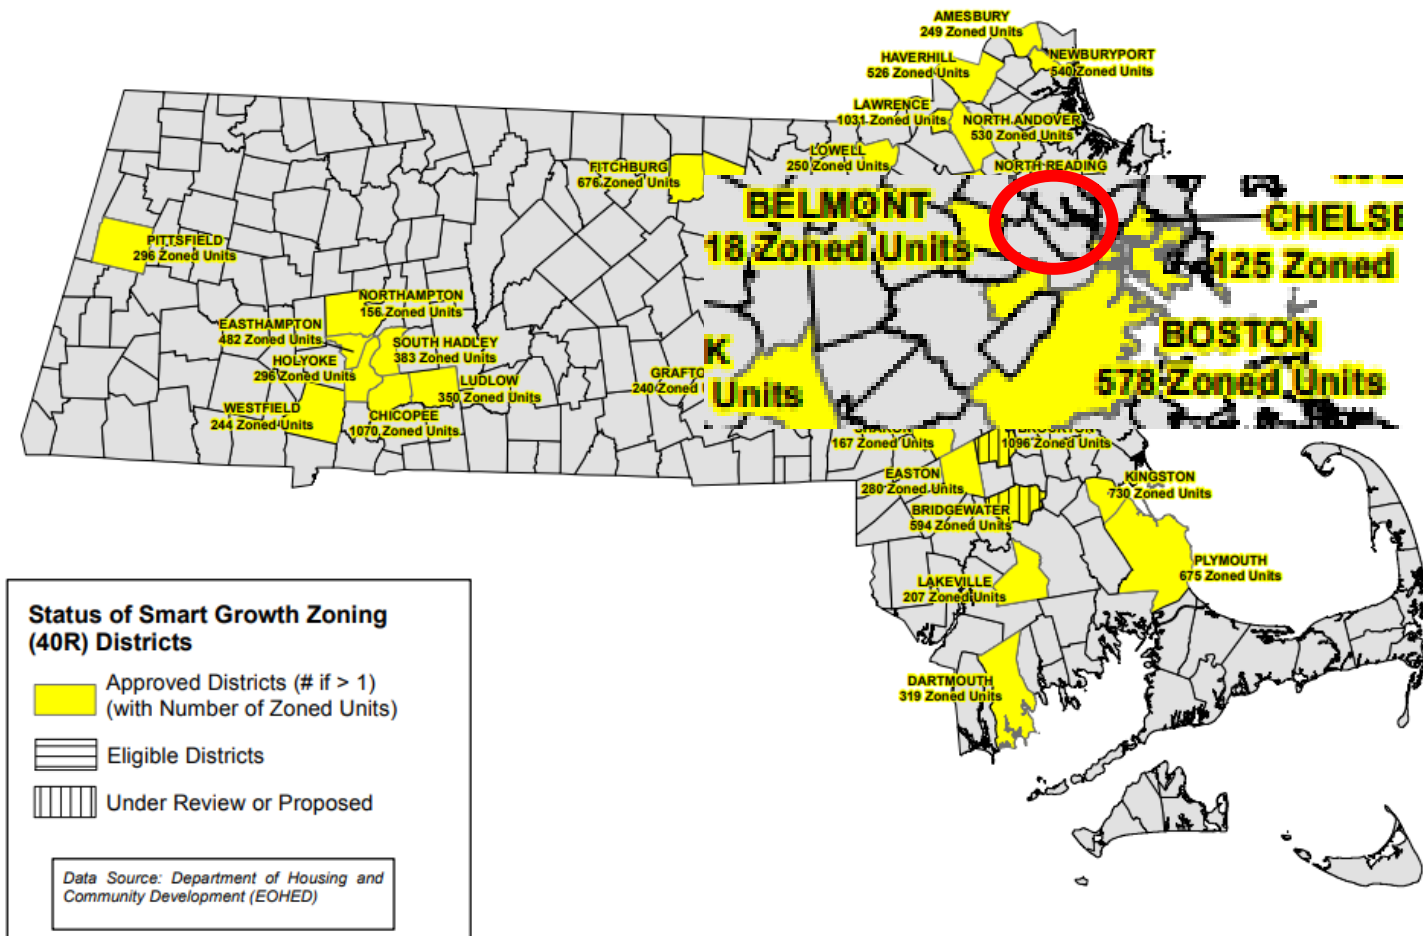 AMESBURY
249 Zoned Units
HAVERHILL
526 Zoned Units
NEWBURYPORT
540 Zoned Units
LAWRENCE
1031 Zoned Units
NORTH ANDOVER
530 Zoned Units
LOWELL
250 Zoned Units
NORTH READING
FITCHBURG
676 Zoned Units
BELMONT
18 Zoned Units
CHELSE
125 Zoned
BOSTON
578 Zoned Units
K
Units
PITTSFIELD
296 Zoned Units
NORTHAMPTON
156 Zoned Units
EASTHAMPTON
482 Zoned Units
SOUTH HADLEY
383 Zoned Units
HOLYOKE
296 Zoned Units
LUDLOW
350 Zoned Units
GRAFTO
240 Zoned
WESTFIELD
244 Zoned Units
CHICOPEE
1070 Zoned Units
SHARON
167 Zoned Units
BROCKTON
1096 Zoned Units
EASTON
280 Zoned Units
KINGSTON
730 Zoned Units
BRIDGEWATER
594 Zoned Units
PLYMOUTH
675 Zoned Units
LAKEVILLE
207 Zoned Units
DARTMOUTH
319 Zoned Units
Status of Smart Growth Zoning
(40R) Districts
Approved Districts (# if > 1)
(with Number of Zoned Units)
Eligible Districts
Under Review or Proposed
Data Source: Department of Housing and
Community Development (EOHED)